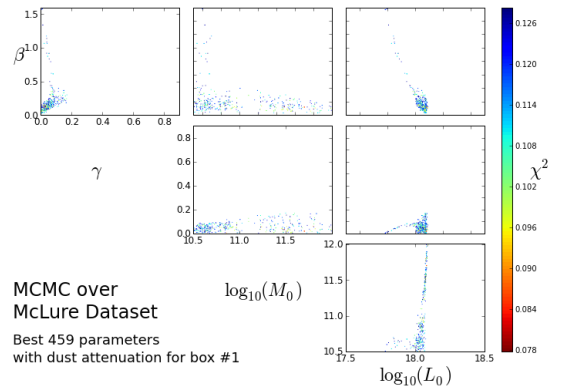 1.5
β
1.0
0.5
0.0
0.0 0.2 0.4 0.6 0.8
0.126
0.120
0.114
0.108
χ²
0.102
0.096
0.090
0.084
0.078
γ
0.8
0.6
0.4
0.2
0.0
10.5 11.0 11.5
log₁₀(M₀)
12.0
11.5
11.0
10.5
17.5 18.0 18.5
log₁₀(L₀)
MCMC over
McLure Dataset
Best 459 parameters
with dust attenuation for box #1